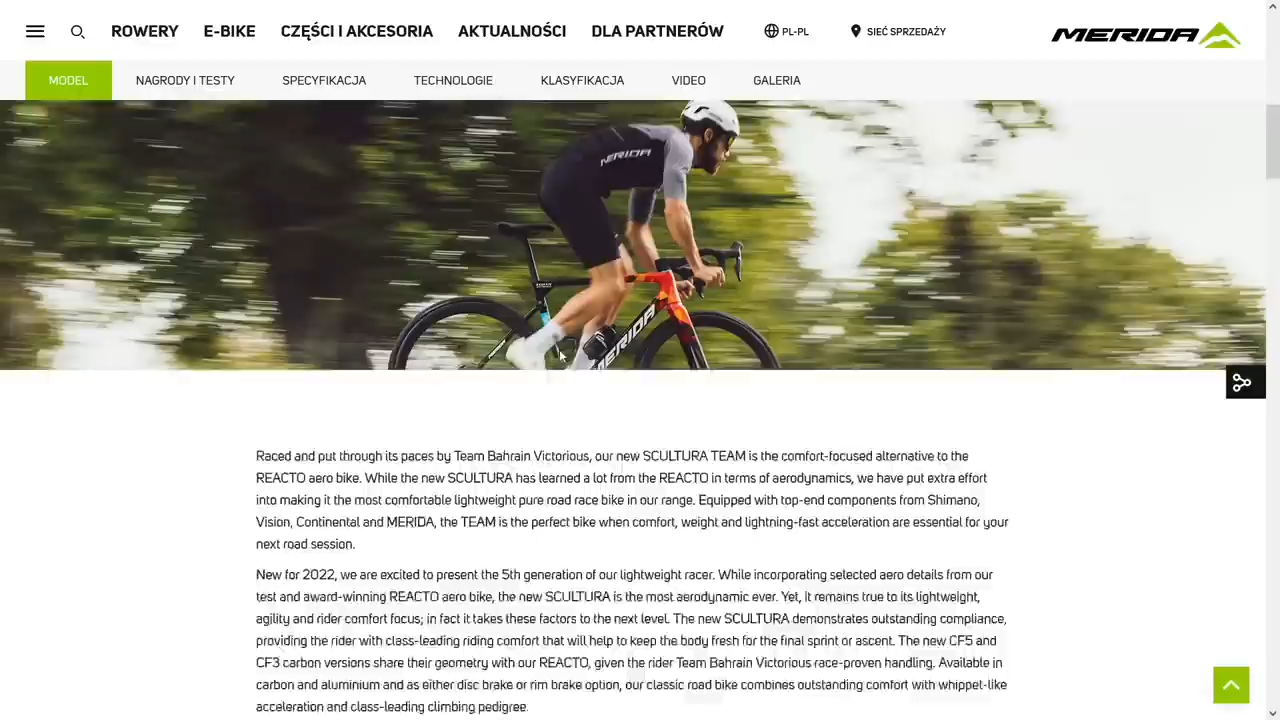 ROWERY E-BIKE CZĘŚCI I AKCESORIA AKTUALNOŚCI DLA PARTNERÓW PL-PL SIEĆ SPRZEDAŻY MERIDA
MODEL NAGRODY I TESTY SPECYFIKACJA TECHNOLOGIE KLASYFIKACJA VIDEO GALERIA
MERIDA
MERIDA
Raced and put through its paces by Team Bahrain Victorious, our new SCULTURA TEAM is the comfort-focused alternative to the
REACTO aero bike. While the new SCULTURA has learned a lot from the REACTO in terms of aerodynamics, we have put extra effort
into making it the most comfortable lightweight pure road race bike in our range. Equipped with top-end components from Shimano,
Vision, Continental and MERIDA, the TEAM is the perfect bike when comfort, weight and lightning-fast acceleration are essential for your
next road session.
New for 2022, we are excited to present the 5th generation of our lightweight racer. While incorporating selected aero details from our
test and award-winning REACTO aero bike, the new SCULTURA is the most aerodynamic ever. Yet, it remains true to its lightweight,
agility and rider comfort focus; in fact it takes these factors to the next level. The new SCULTURA demonstrates outstanding compliance,
providing the rider with class-leading riding comfort that will help to keep the body fresh for the final sprint or ascent. The new CF5 and
CF3 carbon versions share their geometry with our REACTO, given the rider Team Bahrain Victorious race-proven handling. Available in
carbon and aluminium and as either disc brake or rim brake option, our classic road bike combines outstanding comfort with whippet-like
acceleration and class-leading climbing pedigree.